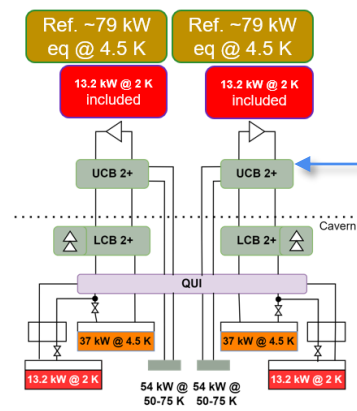 Ref. ~79 kW
eq @ 4.5 K
Ref. ~79 kW
eq @ 4.5 K
13.2 kW @ 2 K
included
13.2 kW @ 2 K
included
UCB 2+
UCB 2+
Cavern
LCB 2+
LCB 2+
QUI
37 kW @ 4.5 K
37 kW @ 4.5 K
13.2 kW @ 2 K
13.2 kW @ 2 K
54 kW @
50-75 K
54 kW @
50-75 K